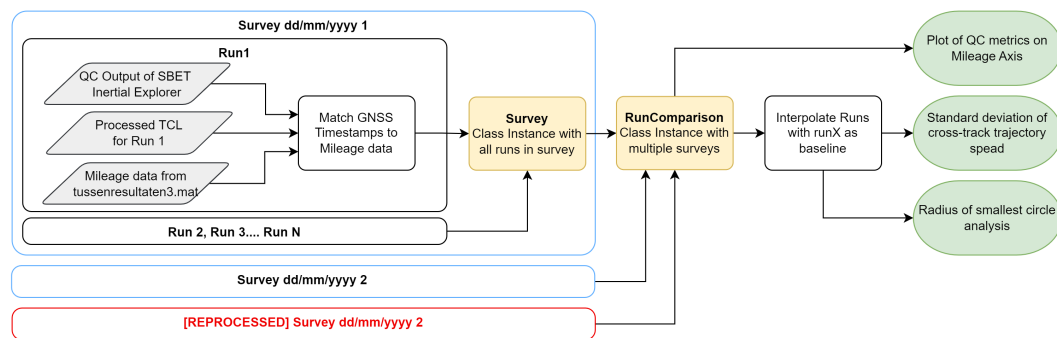 Survey dd/mm/yyyy 1
Run1
QC Output of SBET
Inertial Explorer
Processed TCL
for Run 1
Mileage data from
tussenresultaten3.mat
Match GNSS
Timestamps to
Mileage data
Survey
Class Instance with
all runs in survey
RunComparison
Class Instance with
multiple surveys
Interpolate Runs
with runX as
baseline
Plot of QC metrics on
Mileage Axis
Standard deviation of
cross-track trajectory
spead
Radius of smallest circle
analysis
Run 2, Run 3.... Run N
Survey dd/mm/yyyy 2
[REPROCESSED] Survey dd/mm/yyyy 2